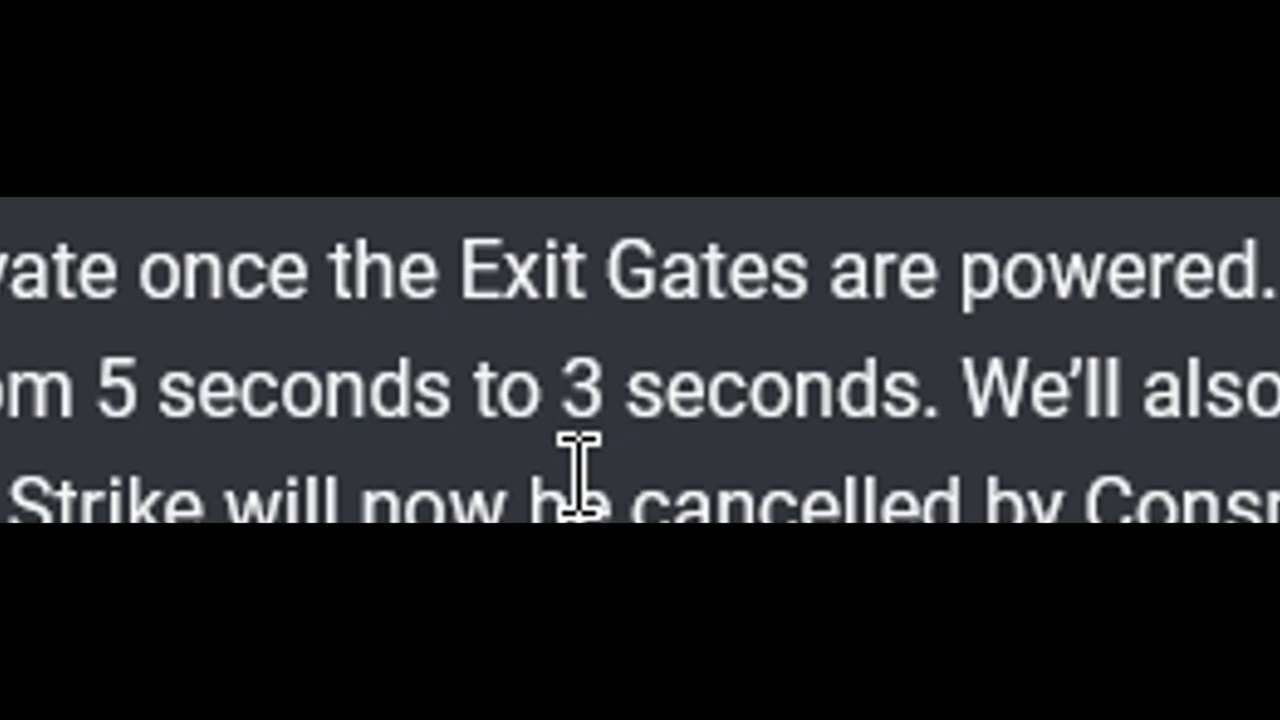 vate once the Exit Gates are powered.
om 5 seconds to 3 seconds. We’ll also
Strike will now be cancelled by Cons